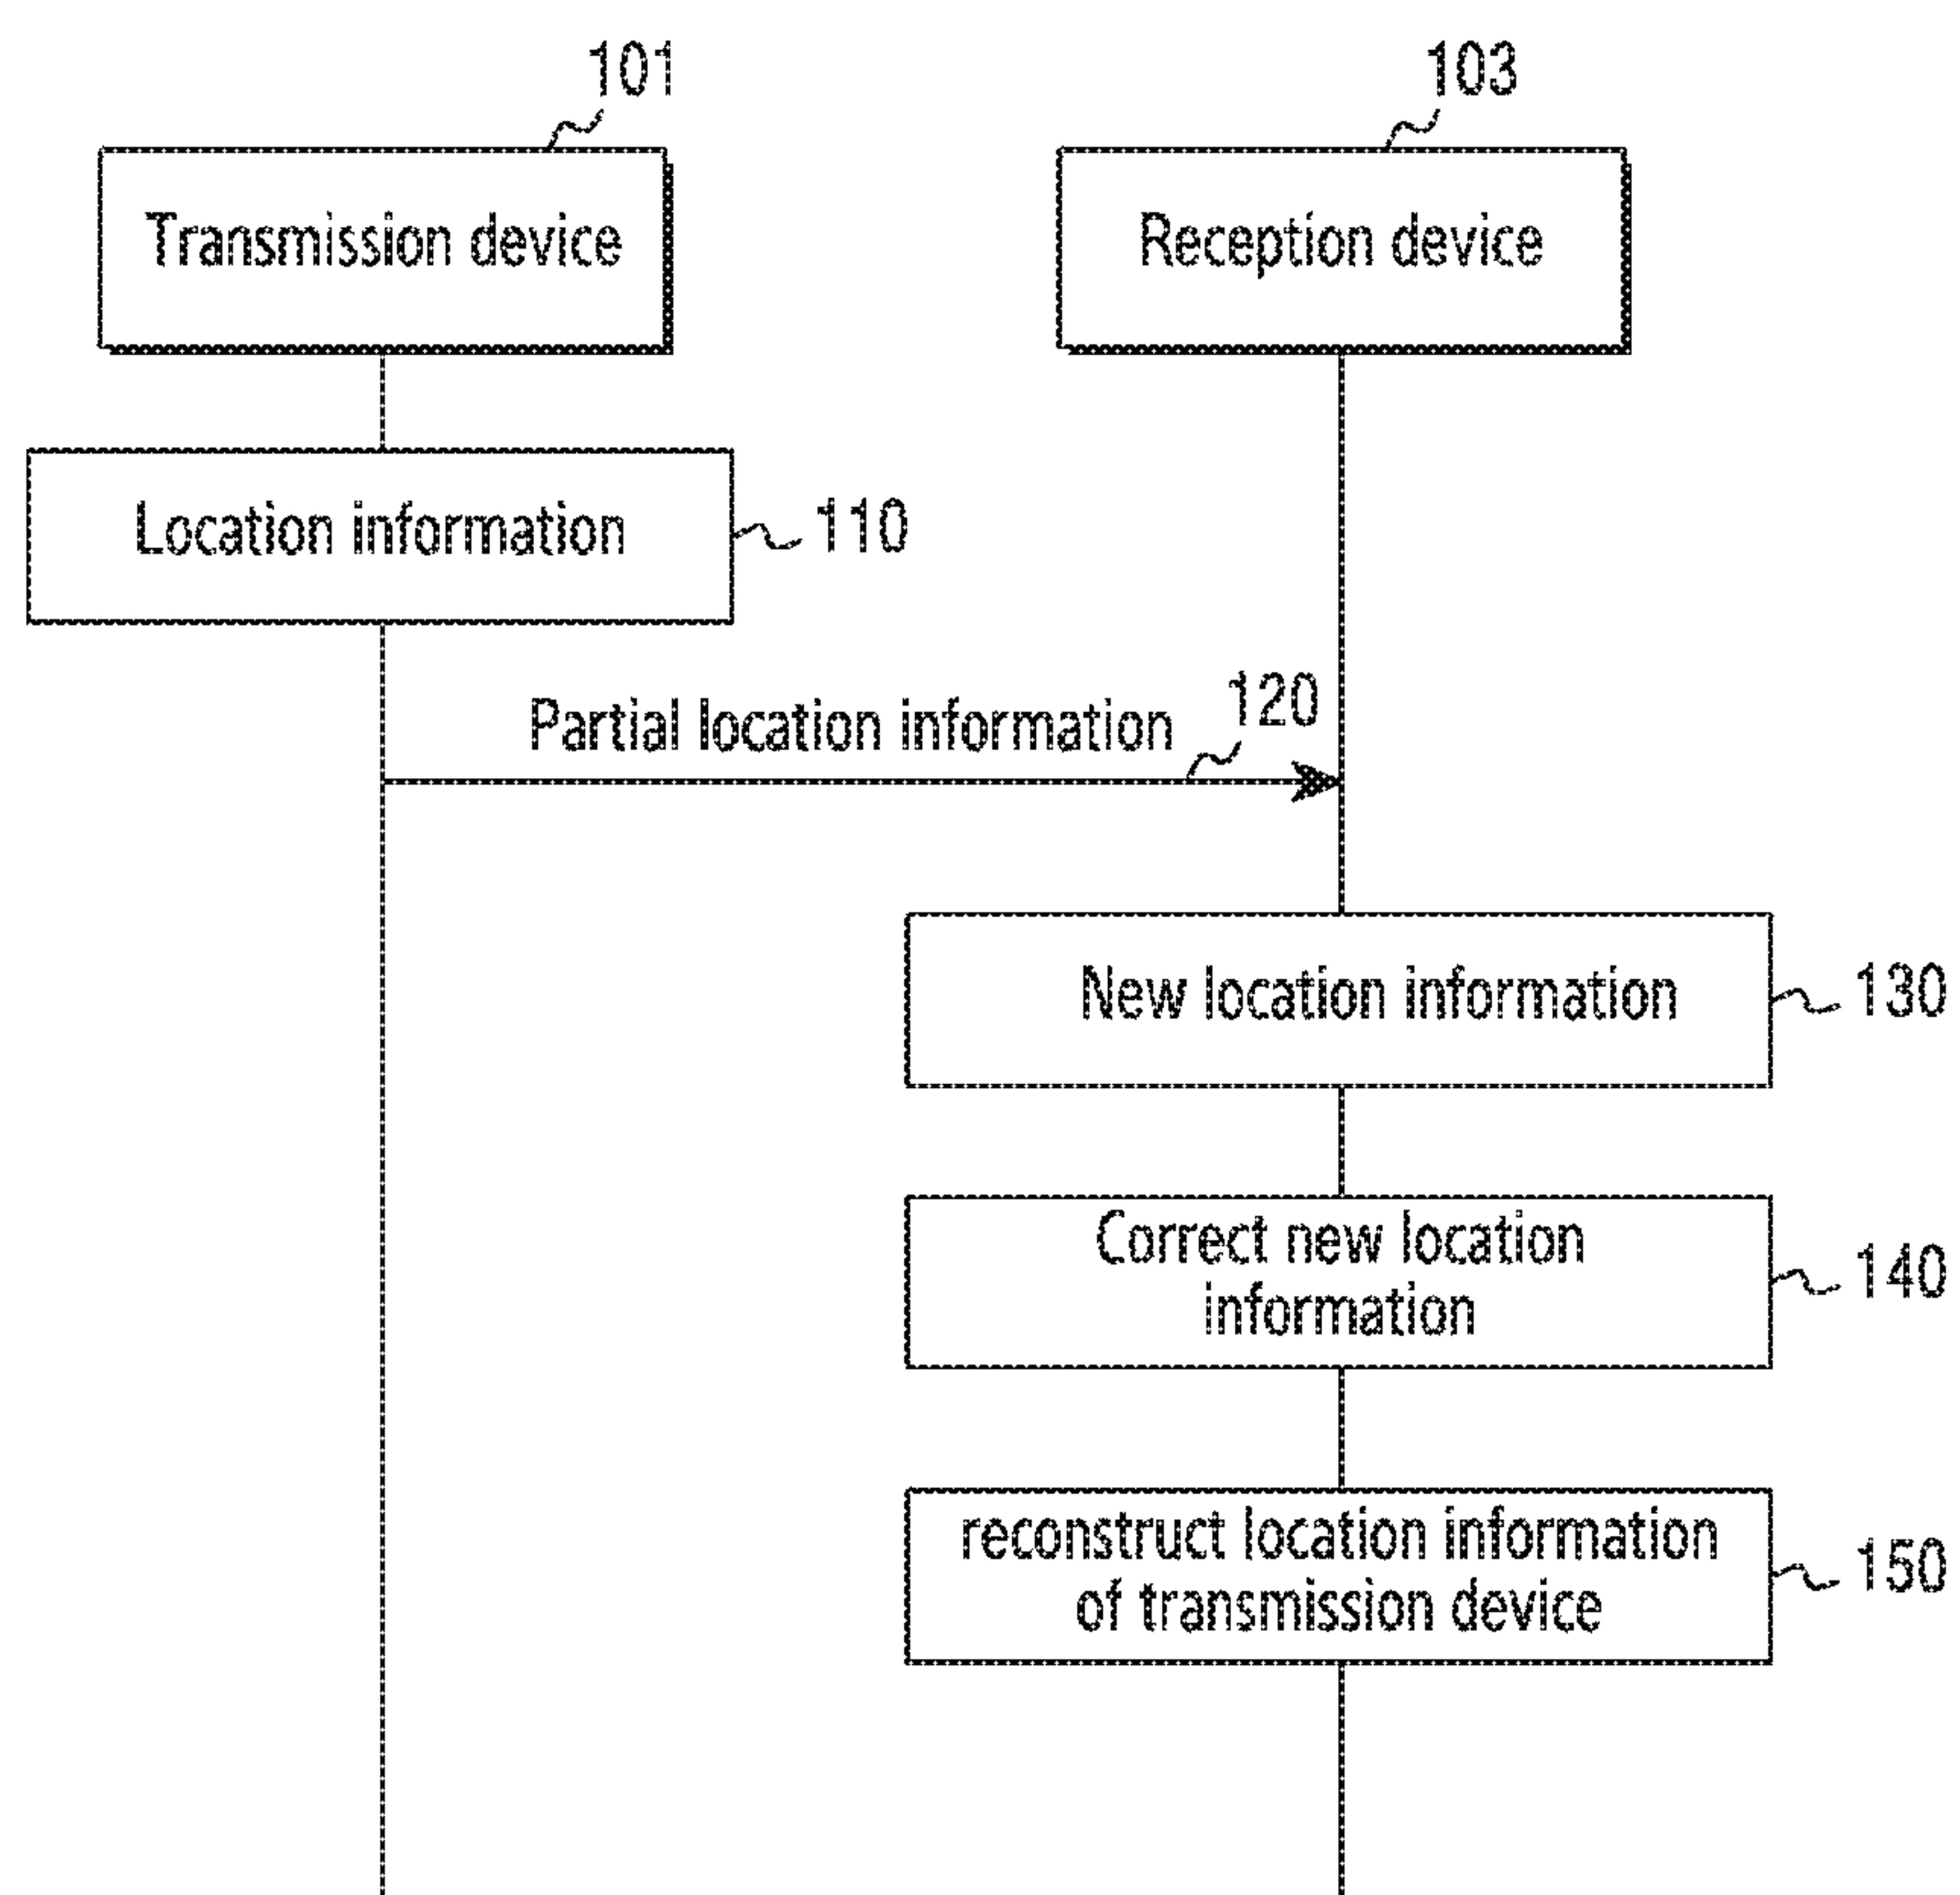 101
103
Transmission device
Reception device
Location information
110
Partial location information
120
New location information
130
Correct new location
information
140
reconstruct location information
of transmission device
150